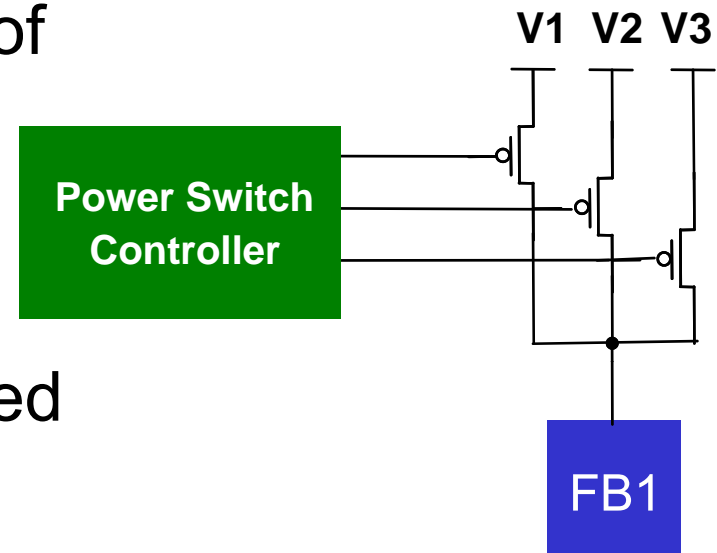 of
V1 V2 V3
Power Switch
Controller
ed
FB1